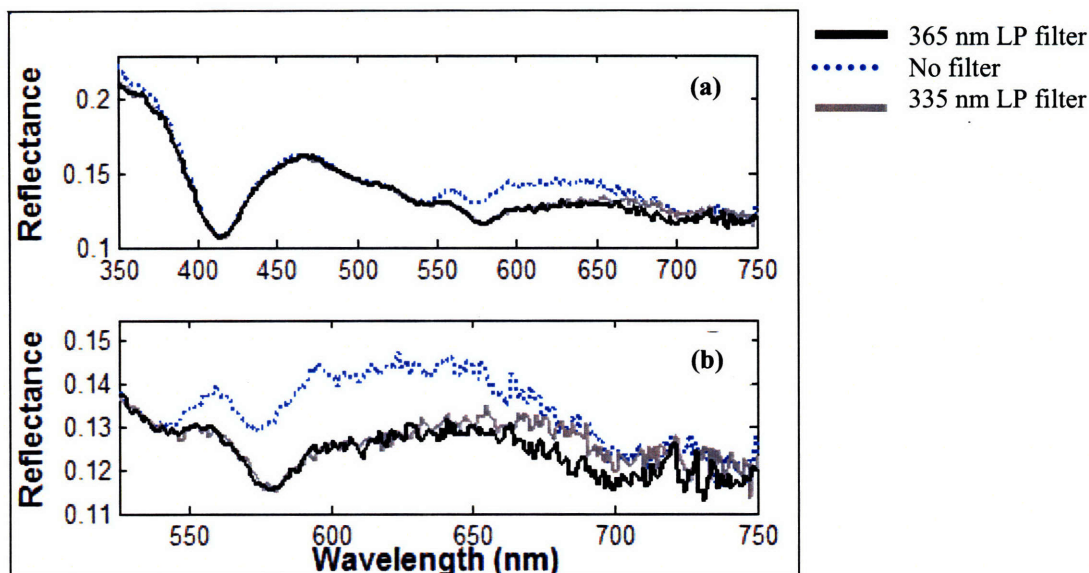 365 nm LP filter
No filter
335 nm LP filter
(a)
Reflectance
0.2
0.15
0.1
350 400 450 500 550 600 650 700 750
(b)
Reflectance
0.15
0.14
0.13
0.12
0.11
550 600 650 700 750
Wavelength (nm)